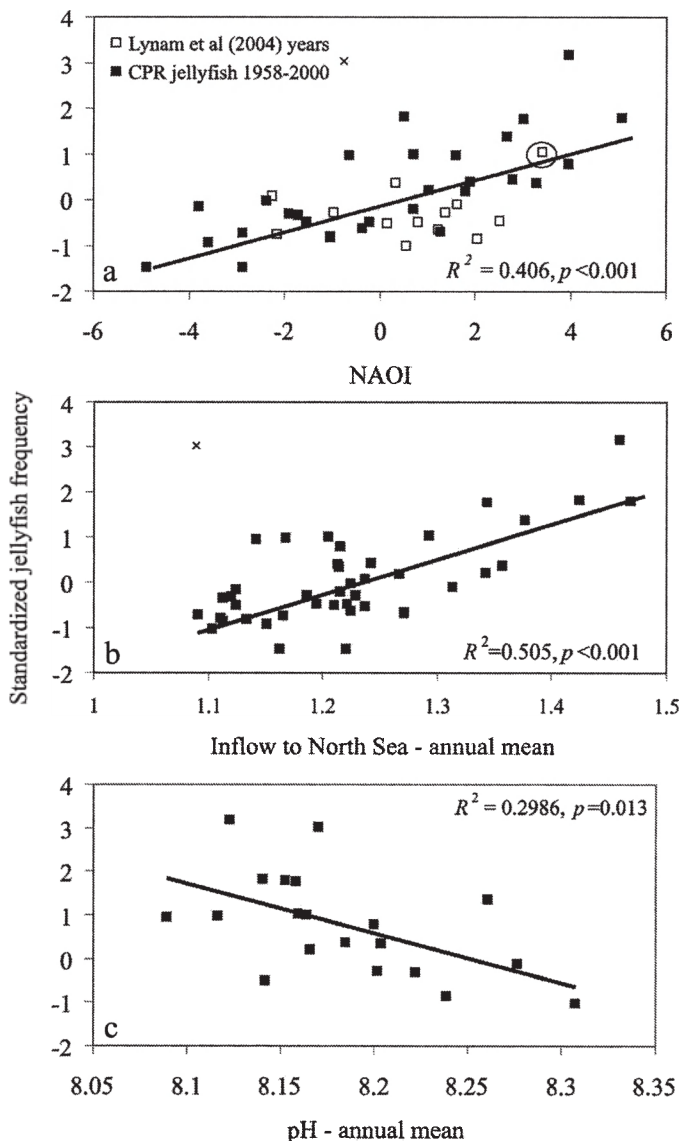 4
3
2
1
0
-1
-2
□ Lynam et al (2004) years
■ CPR jellyfish 1958-2000
×
a
R² = 0.406, p<0.001
-6 -4 -2 0 2 4 6
NAOI
Standardized jellyfish frequency
4
3
2
1
0
-1
-2
×
b
R²=0.505, p<0.001
1 1.1 1.2 1.3 1.4 1.5
Inflow to North Sea - annual mean
4
3
2
1
0
-1
-2
R² = 0.2986, p=0.013
c
8.05 8.1 8.15 8.2 8.25 8.3 8.35
pH - annual mean